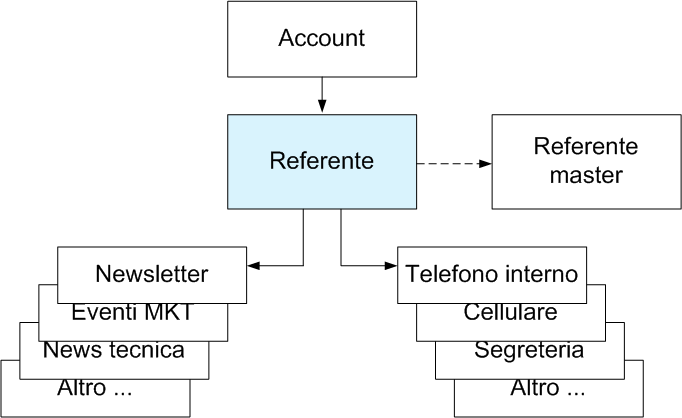 Account
Referente
Referente
master
Newsletter
Eventi MKT
News tecnica
Altro ...
Telefono interno
Cellulare
Segreteria
Altro ...